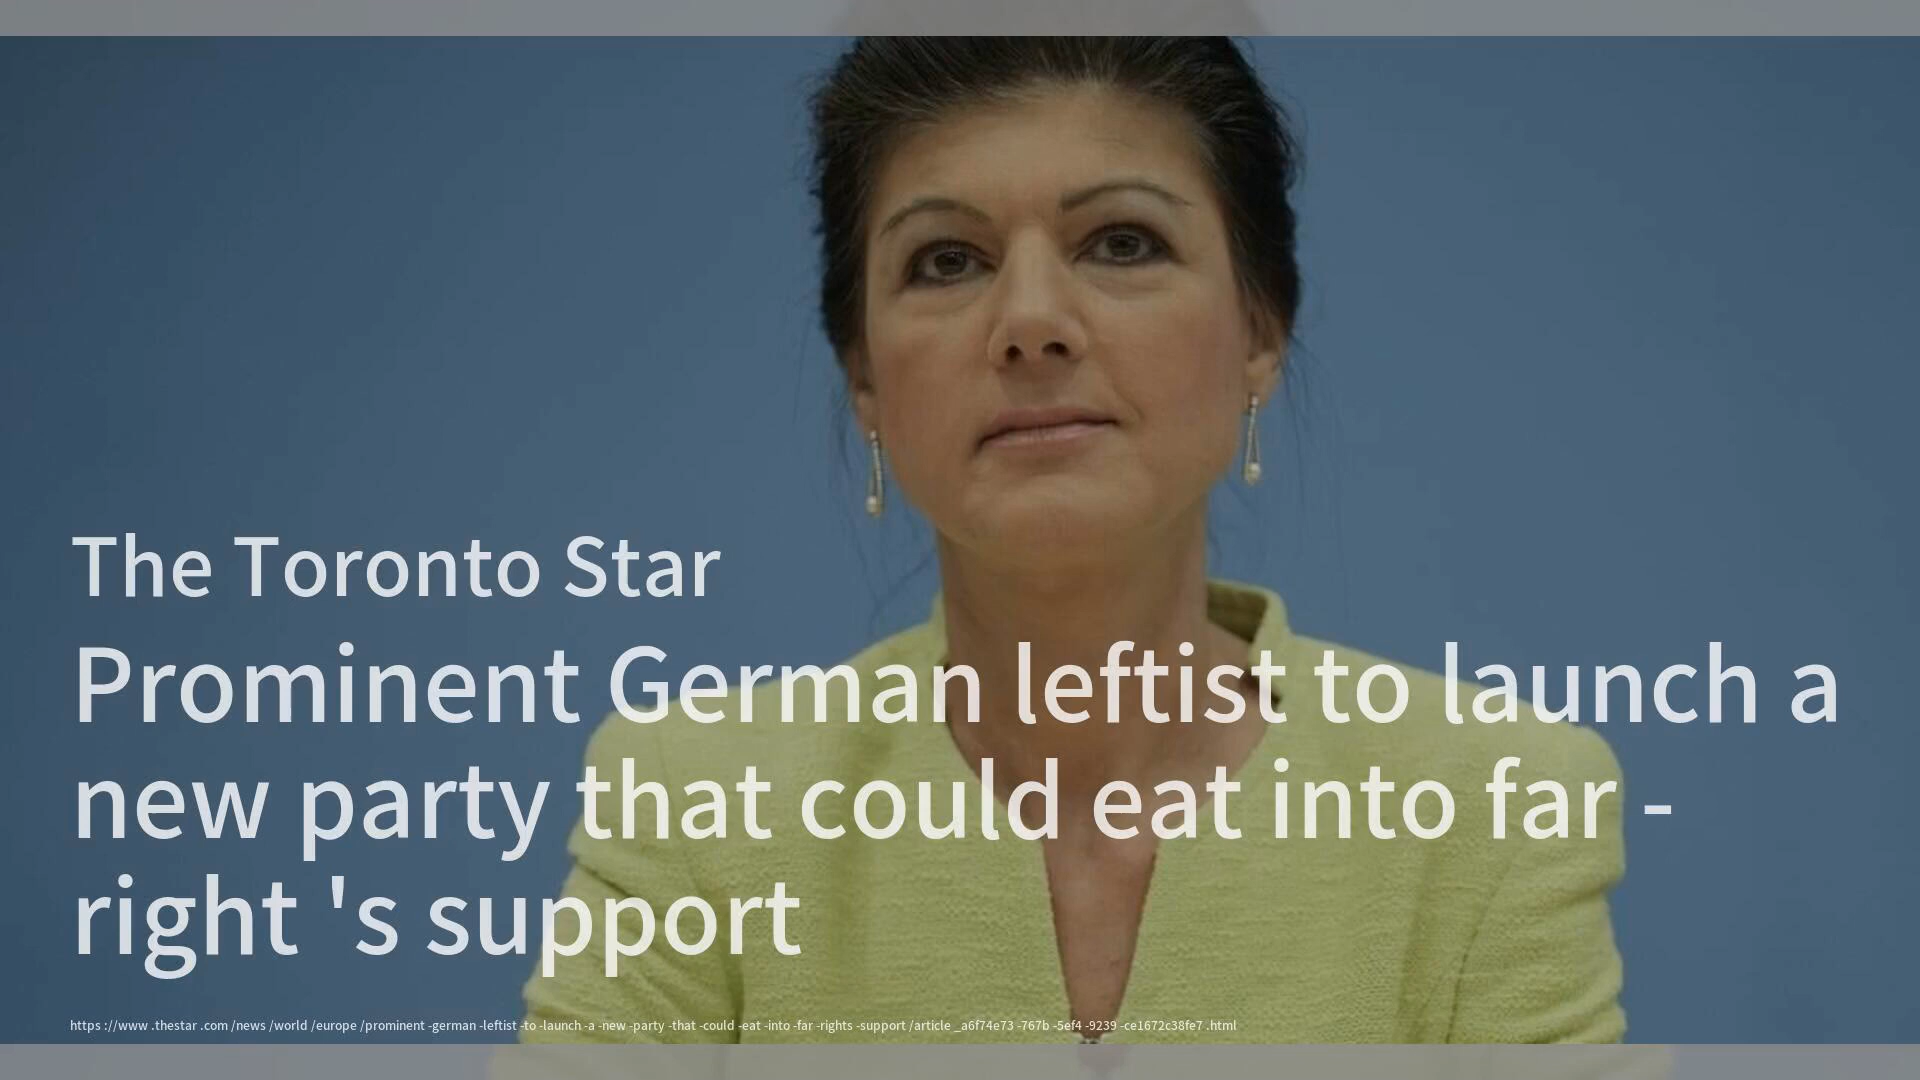 The Toronto Star
Prominent German leftist to launch a
new party that could eat into far -
right 's support
https ://www .thestar .com /news /world /europe /prominent -german -leftist -to -launch -a -new -party -that -could -eat -into -far -rights -support /article _a6f74e73 -767b -5ef4 -9239 -ce1672c38fe7 .html